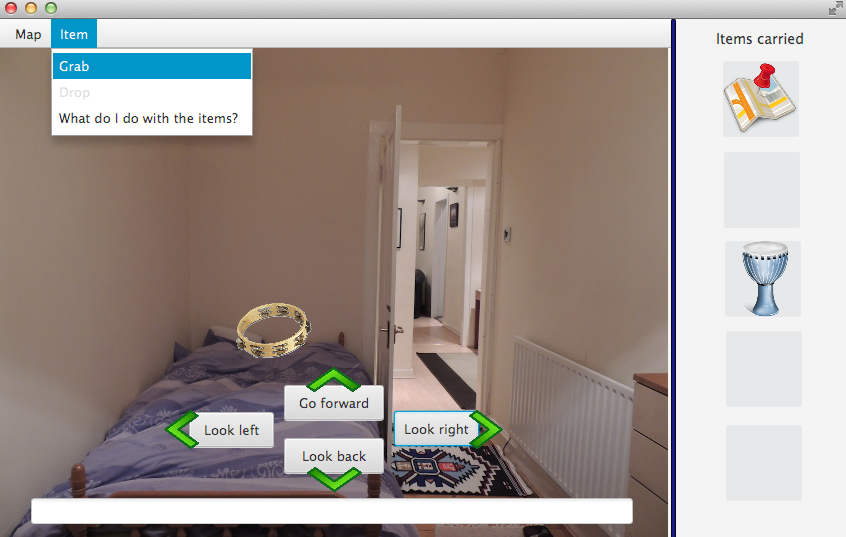 Map Item
Items carried
Grab
Drop
What do I do with the items?
Go forward
Look left
Look right
Look back